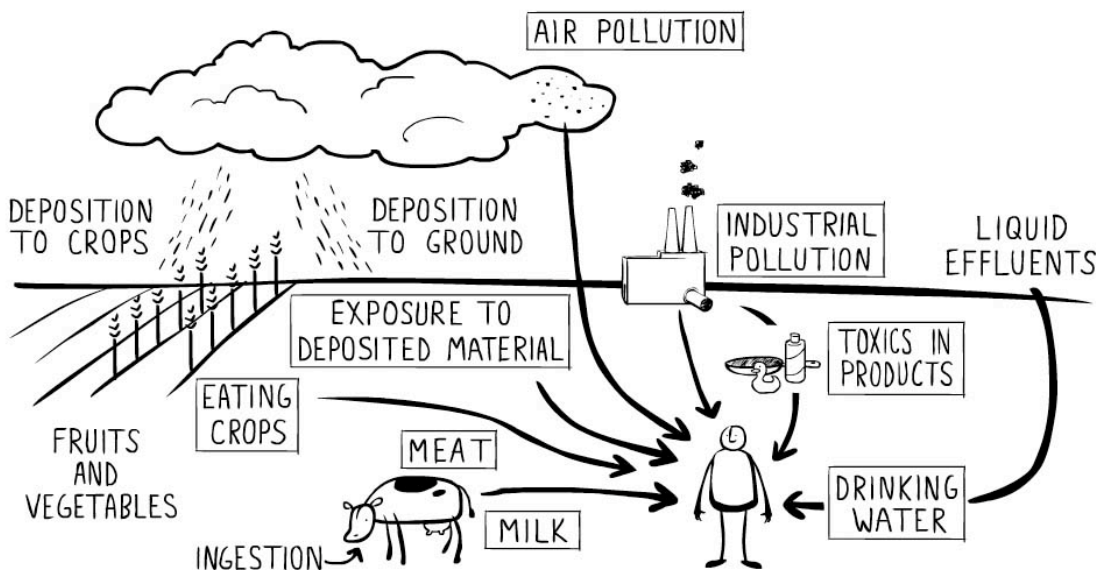 AIR POLLUTION
DEPOSITION
TO CROPS
DEPOSITION
TO GROUND
INDUSTRIAL
POLLUTION
LIQUID
EFFLUENTS
EXPOSURE TO
DEPOSITED MATERIAL
TOXICS IN
PRODUCTS
EATING
CROPS
FRUITS
AND
VEGETABLES
MEAT
MILK
INGESTION
DRINKING
WATER